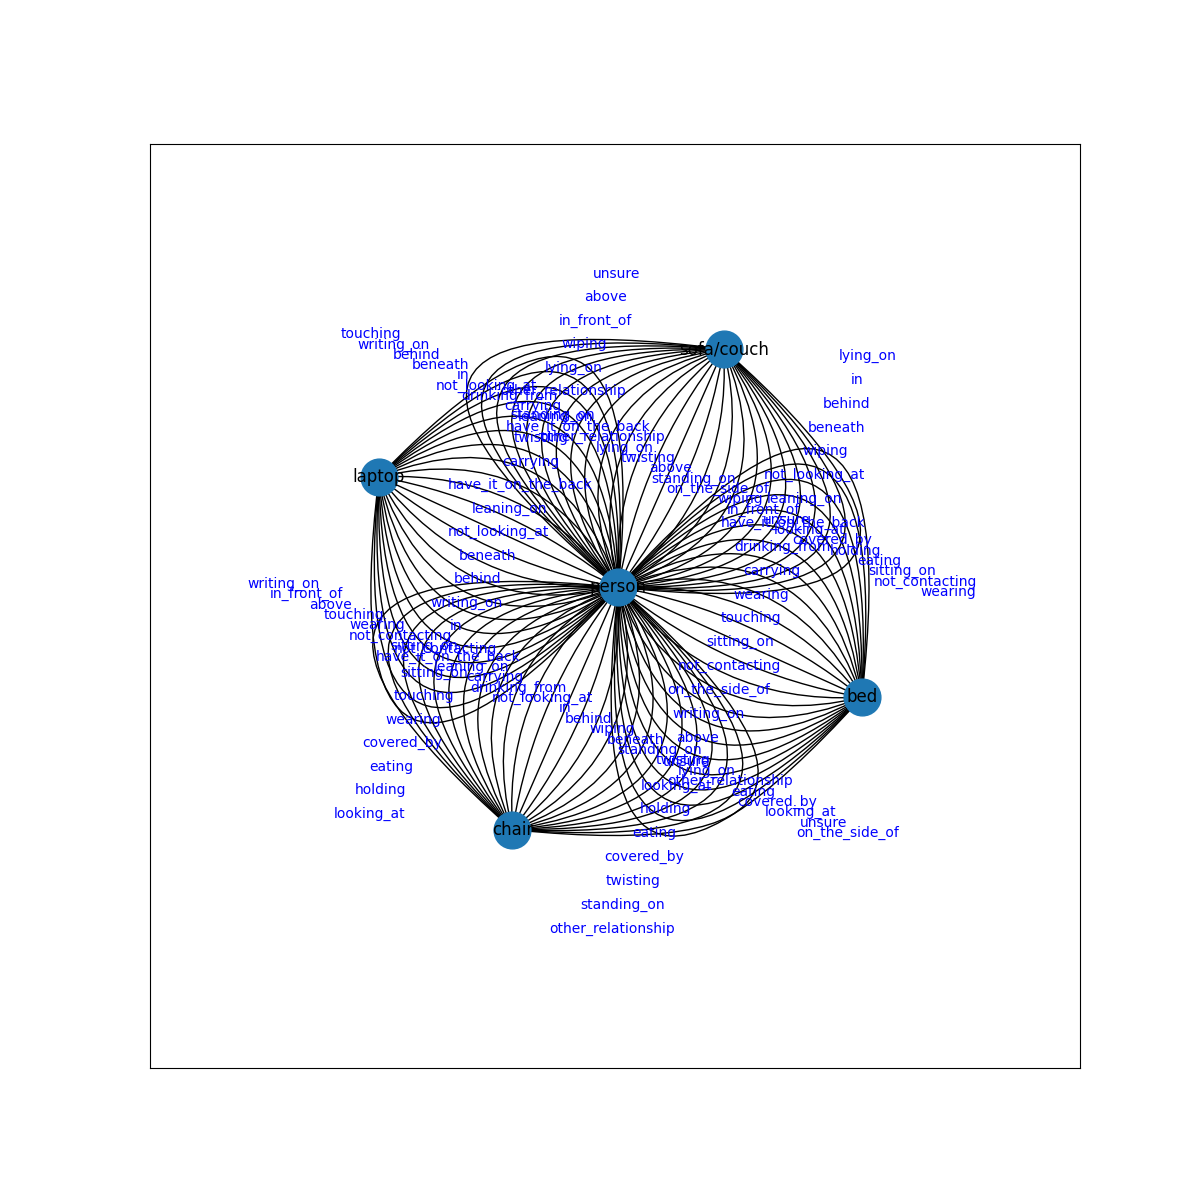 unsure
above
in_front_of
touching
writing_on
wiping
sofa/couch
behind
lying_on
beneath
lying_on
in
in
not_looking_at
other_relationship
drinking_from
behind
carrying
standing_on
leaning_on
have_it_on_the_back
beneath
twisting
other_relationship
lying_on
wiping
twisting
carrying
above
not_looking_at
laptop
standing_on
have_it_on_the_back
on_the_side_of
wiping
leaning_on
leaning_on
in_front_of
unsure
have_it_on_the_back
looking_at
not_looking_at
covered_by
drinking_from
holding
beneath
eating
carrying
sitting_on
behind
not_contacting
writing_on
person
wearing
in_front_of
wearing
above
writing_on
touching
touching
wearing
in
not_contacting
sitting_on
sitting_on
not_contacting
have_it_on_the_back
leaning_on
not_contacting
sitting_on
carrying
drinking_from
on_the_side_of
touching
not_looking_at
bed
in
writing_on
wearing
behind
wiping
above
covered_by
beneath
standing_on
twisting
unsure
eating
lying_on
other_relationship
holding
looking_at
eating
covered_by
holding
looking_at
looking_at
unsure
chair
eating
on_the_side_of
covered_by
twisting
standing_on
other_relationship